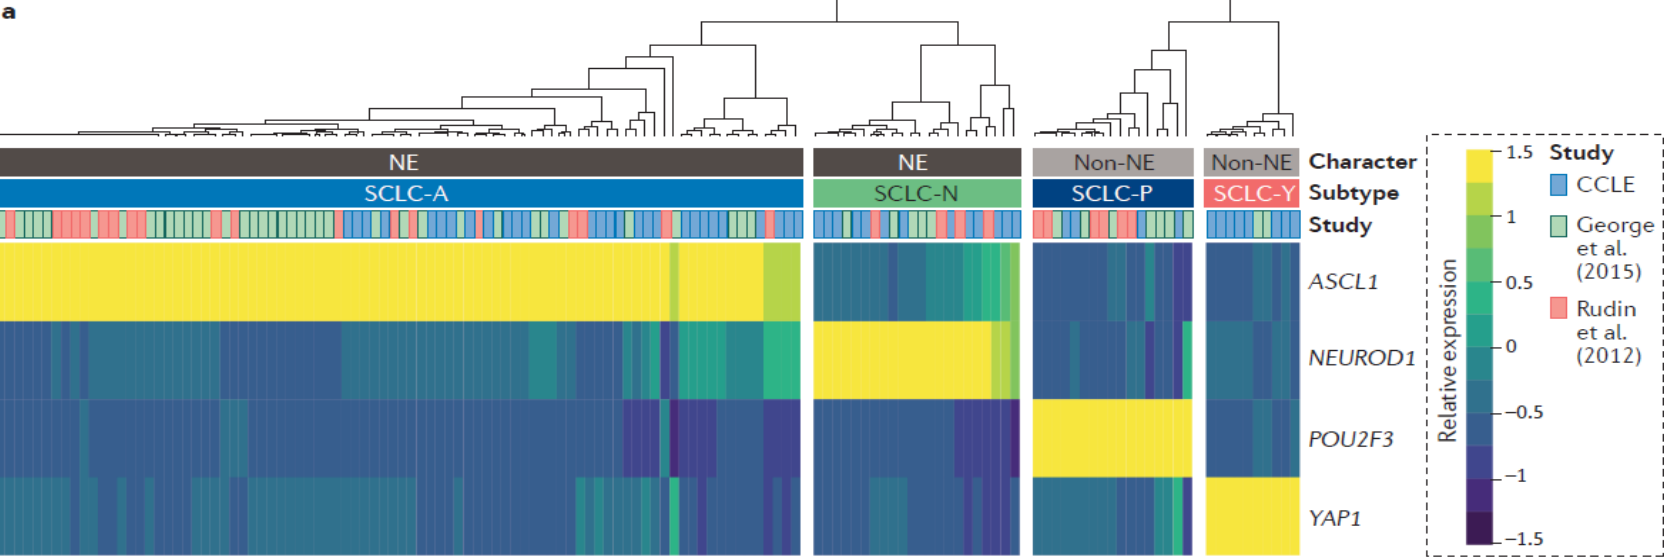 a
NE NE Non-NE Non-NE Character
SCLC-A SCLC-N SCLC-P SCLC-Y Subtype
Study
ASCL1
NEUROD1
POU2F3
YAP1
Relative expression
1.5
1
0.5
0
−0.5
−1
−1.5
Study
CCLE
George
et al.
(2015)
Rudin
et al.
(2012)